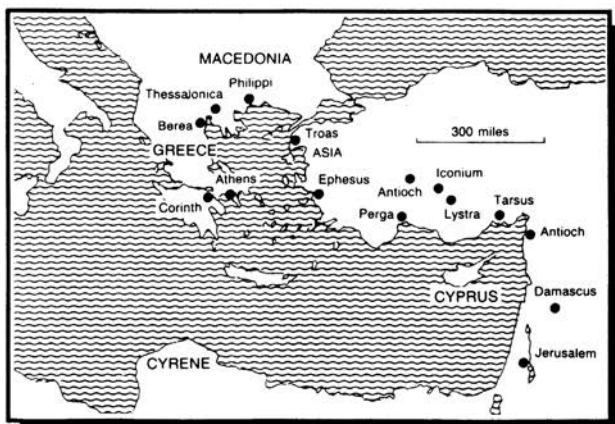 MACEDONIA
Philippi
Thessalonica
Berea
Troas
300 miles
GREECE
ASIA
Athens
Ephesus
Iconium
Antioch
Corinth
Perga
Lystra
Tarsus
Antioch
Damascus
CYPRUS
CYRENE
Jerusalem